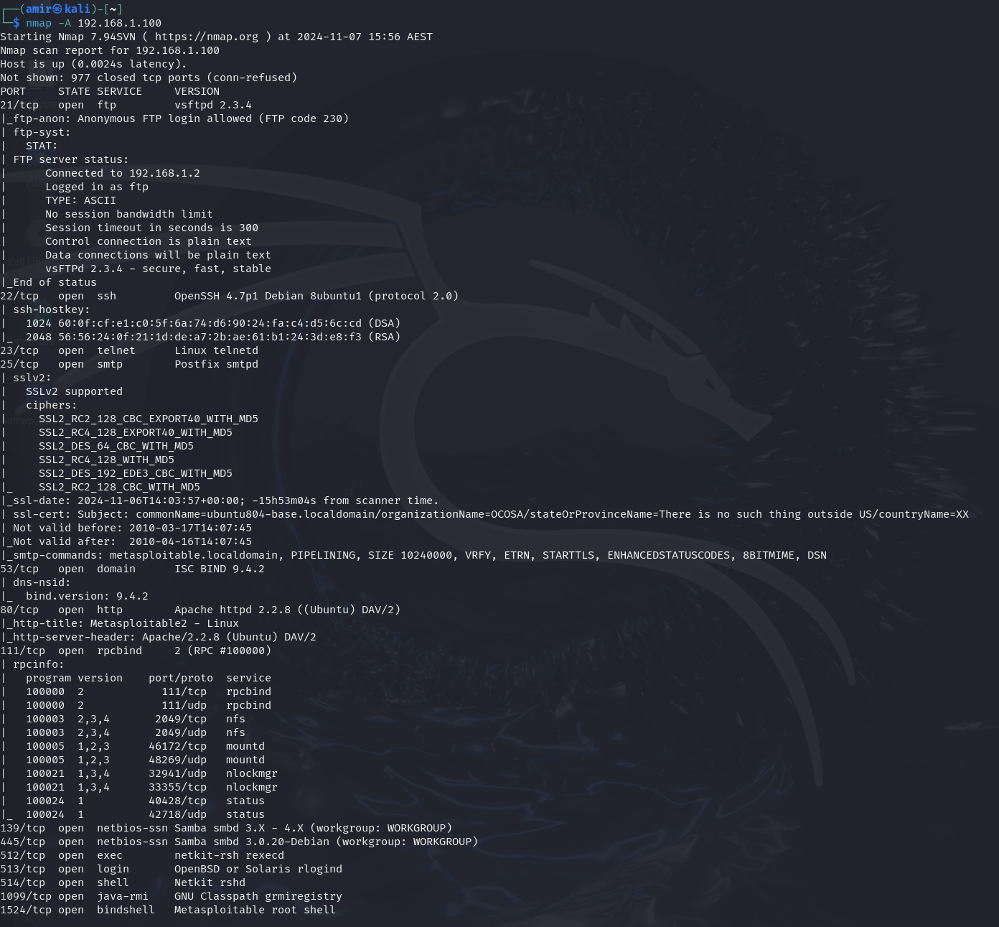 ┌──(amir㉿kali)-[~]
└─$ nmap -A 192.168.1.100
Starting Nmap 7.94SVN ( https://nmap.org ) at 2024-11-07 15:56 AEST
Nmap scan report for 192.168.1.100
Host is up (0.0024s latency).
Not shown: 977 closed tcp ports (conn-refused)
PORT     STATE SERVICE     VERSION
21/tcp   open  ftp         vsftpd 2.3.4
|_ftp-anon: Anonymous FTP login allowed (FTP code 230)
| ftp-syst:
|   STAT:
| FTP server status:
|      Connected to 192.168.1.2
|      Logged in as ftp
|      TYPE: ASCII
|      No session bandwidth limit
|      Session timeout in seconds is 300
|      Control connection is plain text
|      Data connections will be plain text
|      vsFTPd 2.3.4 - secure, fast, stable
|_End of status
22/tcp   open  ssh         OpenSSH 4.7p1 Debian 8ubuntu1 (protocol 2.0)
| ssh-hostkey:
|   1024 60:0f:cf:e1:c0:5f:6a:74:d6:90:24:fa:c4:d5:6c:cd (DSA)
|_  2048 56:56:24:0f:21:1d:de:a7:2b:ae:61:b1:24:3d:e8:f3 (RSA)
23/tcp   open  telnet      Linux telnetd
25/tcp   open  smtp        Postfix smtpd
| sslv2:
|   SSLv2 supported
|   ciphers:
|     SSL2_RC2_128_CBC_EXPORT40_WITH_MD5
|     SSL2_RC4_128_EXPORT40_WITH_MD5
|     SSL2_DES_64_CBC_WITH_MD5
|     SSL2_RC4_128_WITH_MD5
|     SSL2_DES_192_EDE3_CBC_WITH_MD5
|_    SSL2_RC2_128_CBC_WITH_MD5
|_ssl-date: 2024-11-06T14:03:57+00:00; -15h53m04s from scanner time.
| ssl-cert: Subject: commonName=ubuntu804-base.localdomain/organizationName=OCOSA/stateOrProvinceName=There is no such thing outside US/countryName=XX
| Not valid before: 2010-03-17T14:07:45
|_Not valid after:  2010-04-16T14:07:45
|_smtp-commands: metasploitable.localdomain, PIPELINING, SIZE 10240000, VRFY, ETRN, STARTTLS, ENHANCEDSTATUSCODES, 8BITMIME, DSN
53/tcp   open  domain      ISC BIND 9.4.2
| dns-nsid:
|_  bind.version: 9.4.2
80/tcp   open  http        Apache httpd 2.2.8 ((Ubuntu) DAV/2)
|_http-title: Metasploitable2 - Linux
|_http-server-header: Apache/2.2.8 (Ubuntu) DAV/2
111/tcp  open  rpcbind     2 (RPC #100000)
| rpcinfo:
|   program version    port/proto  service
|   100000  2            111/tcp   rpcbind
|   100000  2            111/udp   rpcbind
|   100003  2,3,4       2049/tcp   nfs
|   100003  2,3,4       2049/udp   nfs
|   100005  1,2,3      46172/tcp   mountd
|   100005  1,2,3      48269/udp   mountd
|   100021  1,3,4      32941/udp   nlockmgr
|   100021  1,3,4      33355/tcp   nlockmgr
|   100024  1          40428/tcp   status
|_  100024  1          42718/udp   status
139/tcp  open  netbios-ssn Samba smbd 3.X - 4.X (workgroup: WORKGROUP)
445/tcp  open  netbios-ssn Samba smbd 3.0.20-Debian (workgroup: WORKGROUP)
512/tcp  open  exec        netkit-rsh rexecd
513/tcp  open  login       OpenBSD or Solaris rlogind
514/tcp  open  shell       Netkit rshd
1099/tcp open  java-rmi    GNU Classpath grmiregistry
1524/tcp open  bindshell   Metasploitable root shell